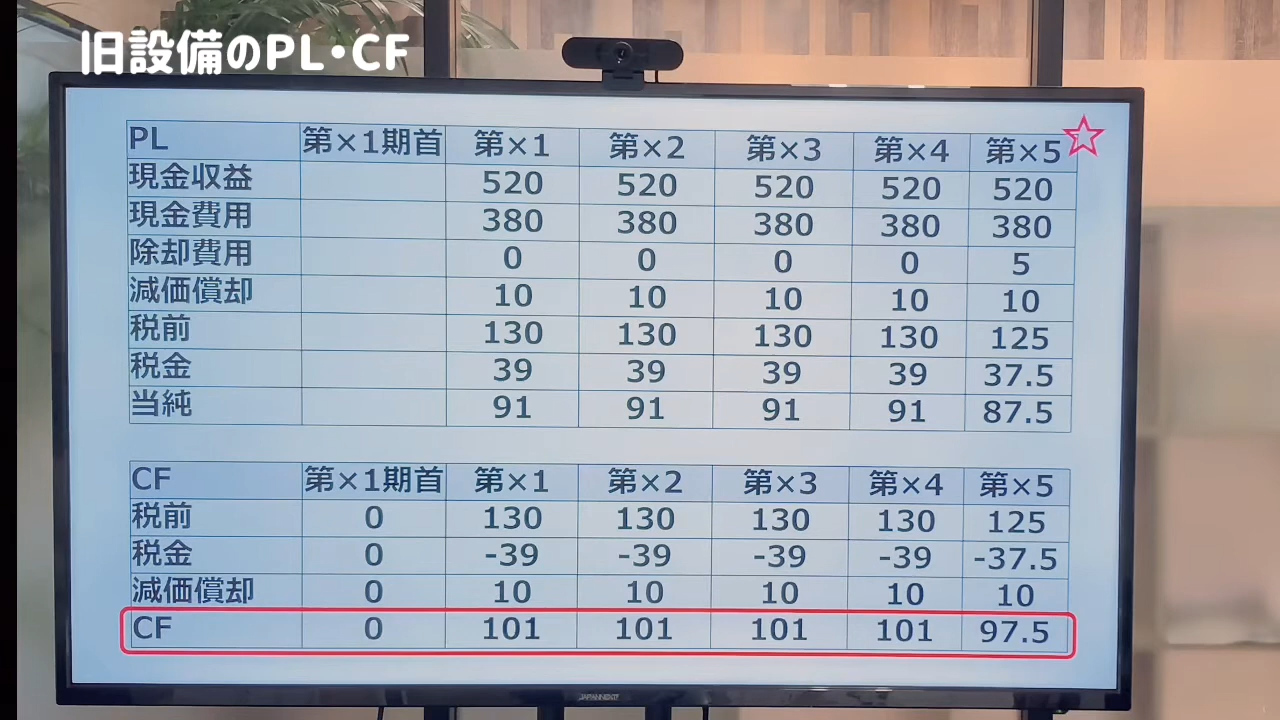 旧設備のPL・CF
PL 第×1期首 第×1 第×2 第×3 第×4 第×5
現金収益 520 520 520 520 520
現金費用 380 380 380 380 380
除却費用 0 0 0 0 5
減価償却 10 10 10 10 10
税前 130 130 130 130 125
税金 39 39 39 39 37.5
当純 91 91 91 91 87.5
CF 第×1期首 第×1 第×2 第×3 第×4 第×5
税前 0 130 130 130 130 125
税金 0 -39 -39 -39 -39 -37.5
減価償却 0 10 10 10 10 10
CF 0 101 101 101 101 97.5
JAPANNEXT